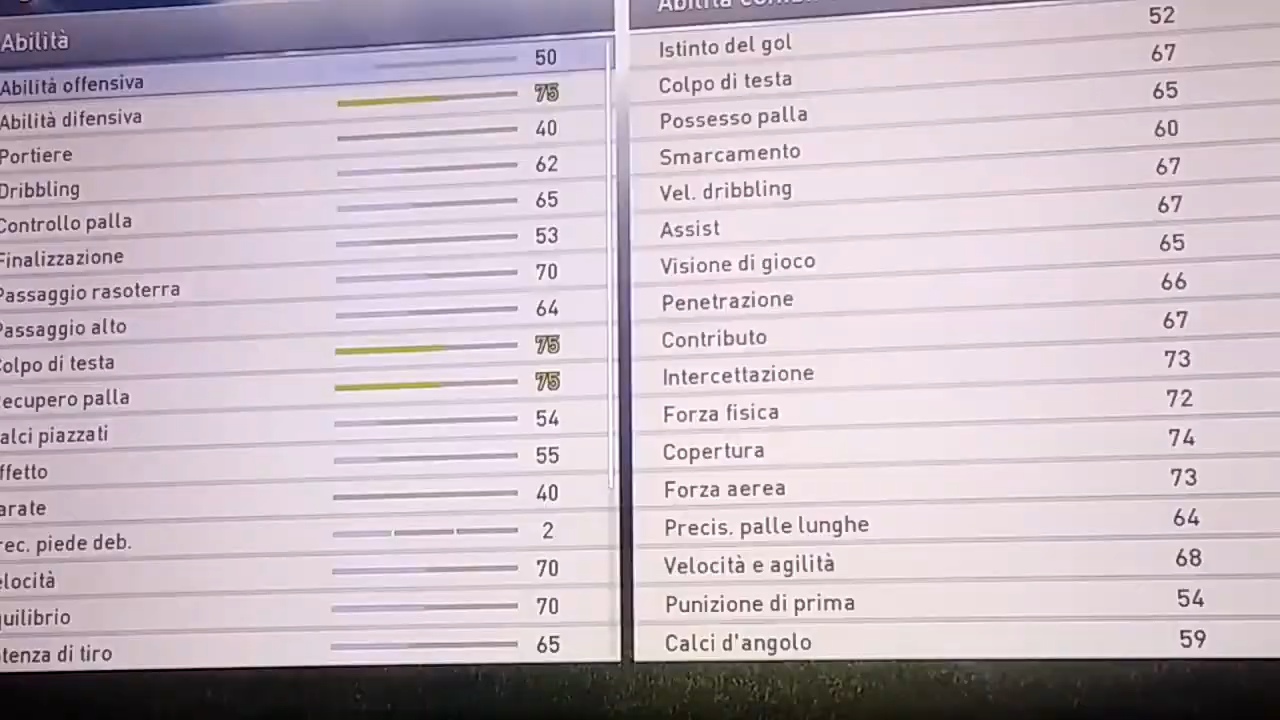 Abilità
Abilità offensiva 50
Abilità difensiva 75
Portiere 40
Dribbling 62
Controllo palla 65
Finalizzazione 53
Passaggio rasoterra 70
Passaggio alto 64
olpo di testa 75
ecupero palla 75
alci piazzati 54
ffetto 55
arate 40
rec. piede deb. 2
elocità 70
quilibrio 70
tenza di tiro 65
Abilità
Istinto del gol 52
Colpo di testa 67
Possesso palla 65
Smarcamento 60
Vel. dribbling 67
Assist 67
Visione di gioco 65
Penetrazione 66
Contributo 67
Intercettazione 73
Forza fisica 72
Copertura 74
Forza aerea 73
Precis. palle lunghe 64
Velocità e agilità 68
Punizione di prima 54
Calci d'angolo 59